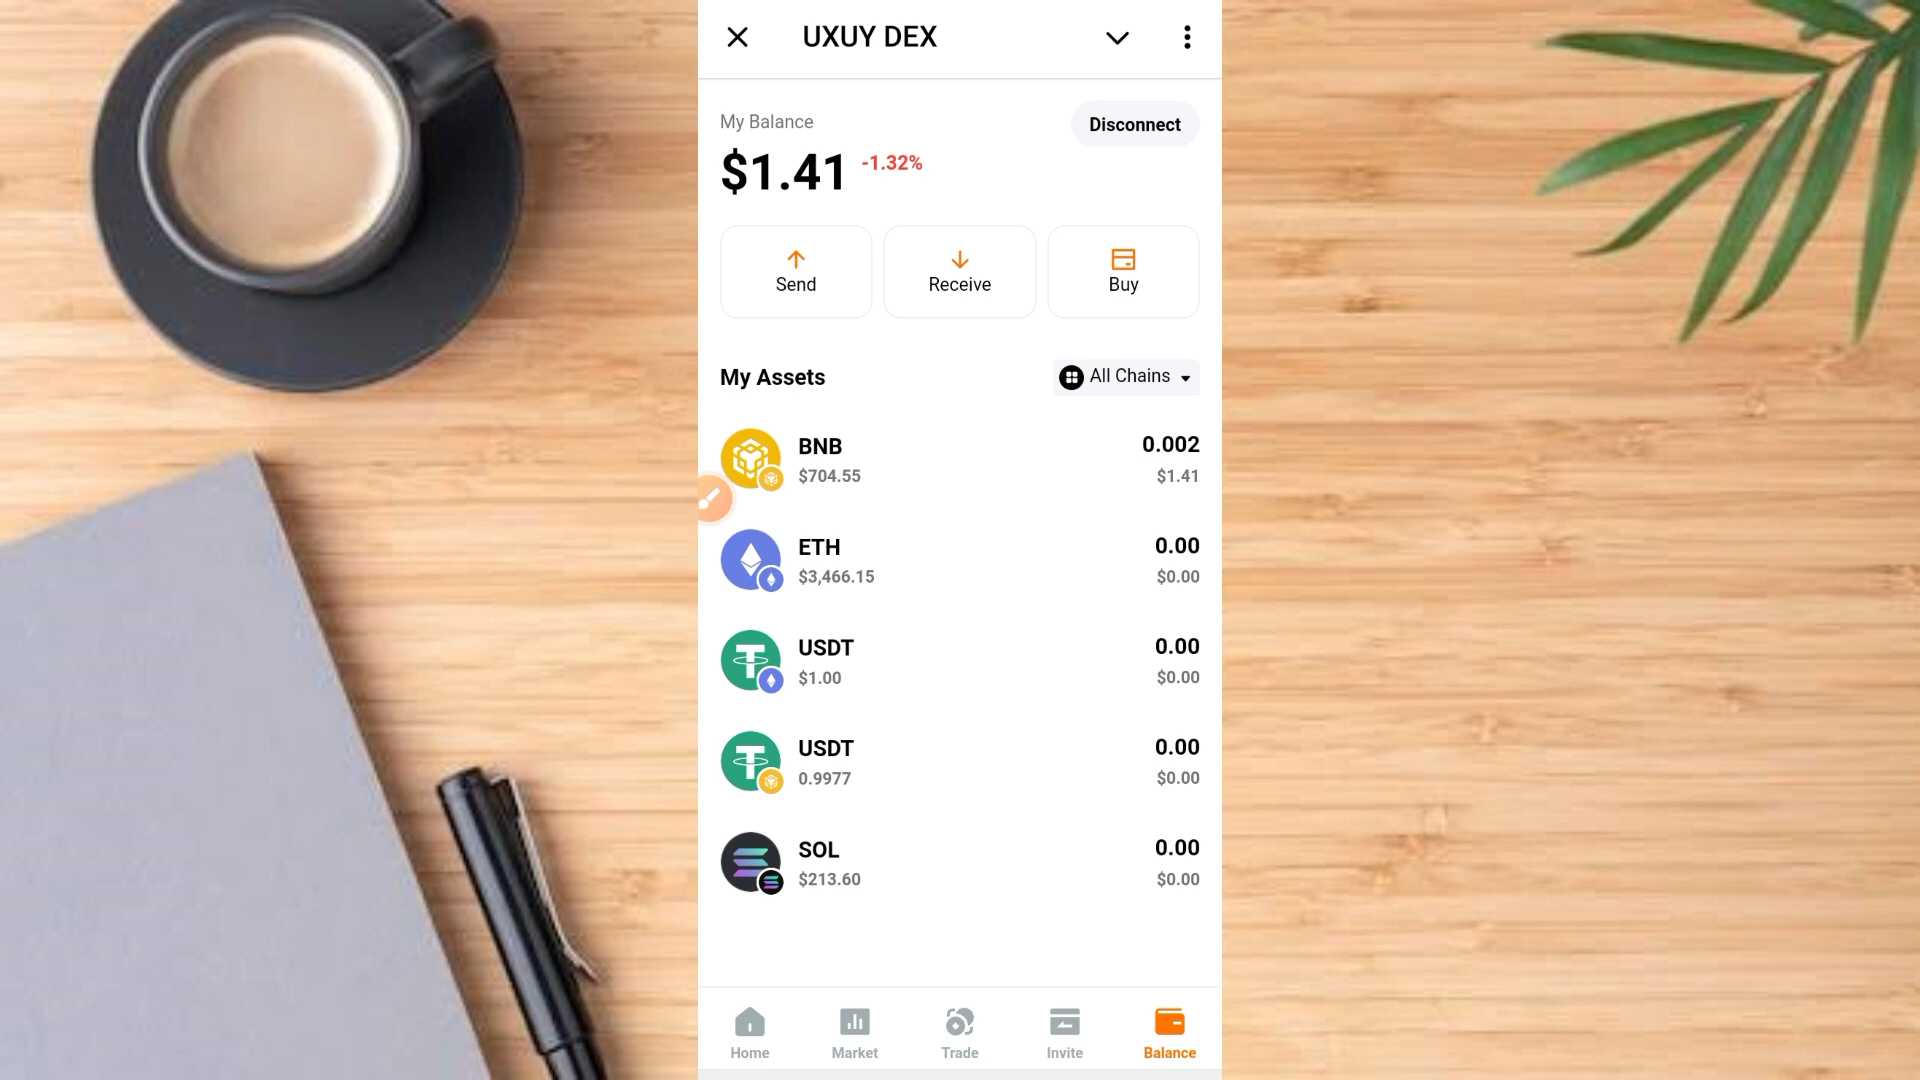 UXUY DEX
My Balance
Disconnect
$1.41 -1.32%
Send
Receive
Buy
My Assets
All Chains
BNB
0.002
$704.55
$1.41
ETH
0.00
$3,466.15
$0.00
USDT
0.00
$1.00
$0.00
USDT
0.00
0.9977
$0.00
SOL
0.00
$213.60
$0.00
Home
Market
Trade
Invite
Balance